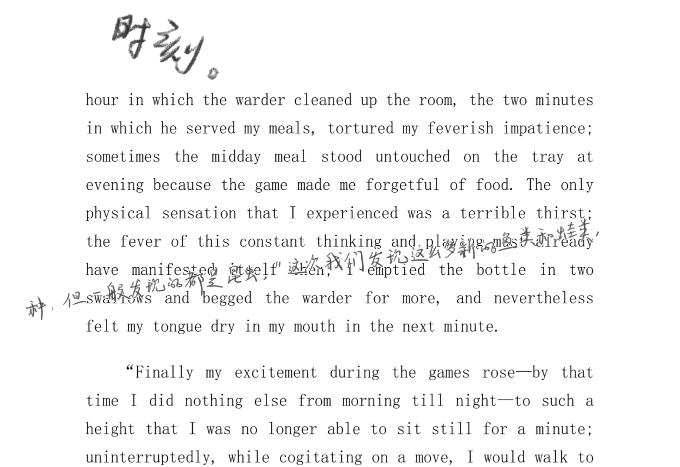 时刻。
hour in which the warder cleaned up the room, the two minutes
in which he served my meals, tortured my feverish impatience;
sometimes the midday meal stood untouched on the tray at
evening because the game made me forgetful of food. The only
physical sensation that I experienced was a terrible thirst;
the fever of this constant thinking and playing must already
have manifested itself then; I emptied the bottle in two
swallows and begged the warder for more, and nevertheless
felt my tongue dry in my mouth in the next minute.
种，但一般发现的都是昆虫，"这次我们发现这么多新的鱼类和蛙类，
“Finally my excitement during the games rose—by that
time I did nothing else from morning till night—to such a
height that I was no longer able to sit still for a minute;
uninterruptedly, while cogitating on a move, I would walk to